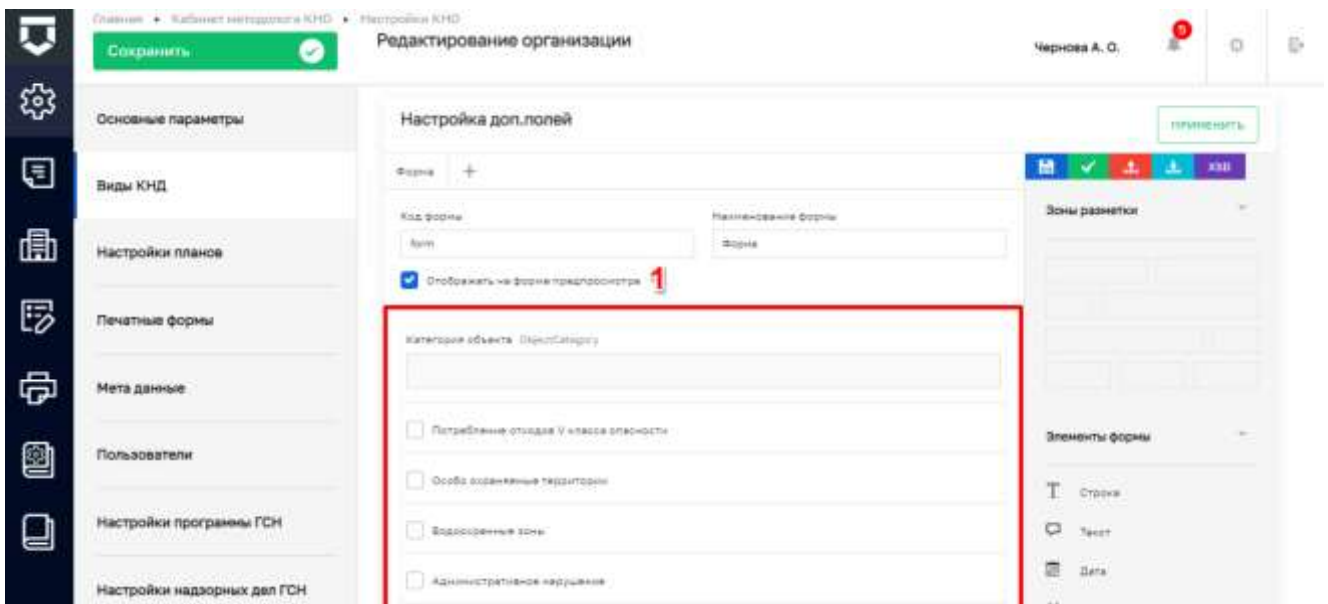 Главная • Кабинет методолога КНД • Настройки КНД
Сохранить
Редактирование организации
Чернова А. О.
5
Основные параметры
Виды КНД
Настройки планов
Печатные формы
Мета данные
Пользователи
Настройки программы ГСН
Настройки надзорных дел ГСН
Настройка доп.полей
ПРИМЕНИТЬ
Форма +
Код формы
Наименование формы
form
Форма
Отображать на форме предпросмотра 1
Категория объекта ObjectCategory
Потребление отходов V класса опасности
Особо охраняемые территории
Водоохранные зоны
Административное нарушение
Зоны разметки
Элементы формы
Строка
Текст
Дата